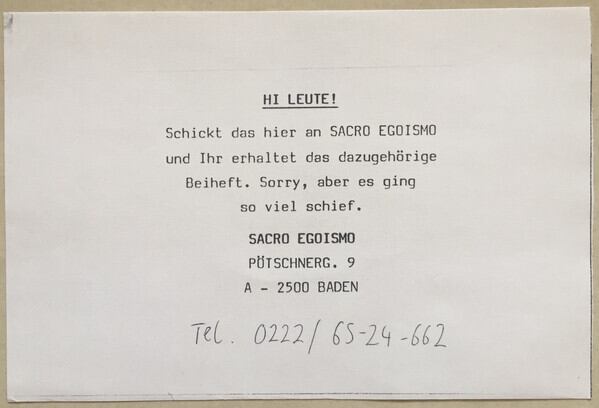 HI LEUTE!
Schickt das hier an SACRO EGOISMO
und Ihr erhaltet das dazugehörige
Beiheft. Sorry, aber es ging
so viel schief.
SACRO EGOISMO
PÖTSCHNERG. 9
A - 2500 BADEN
Tel. 0222/65-24-662